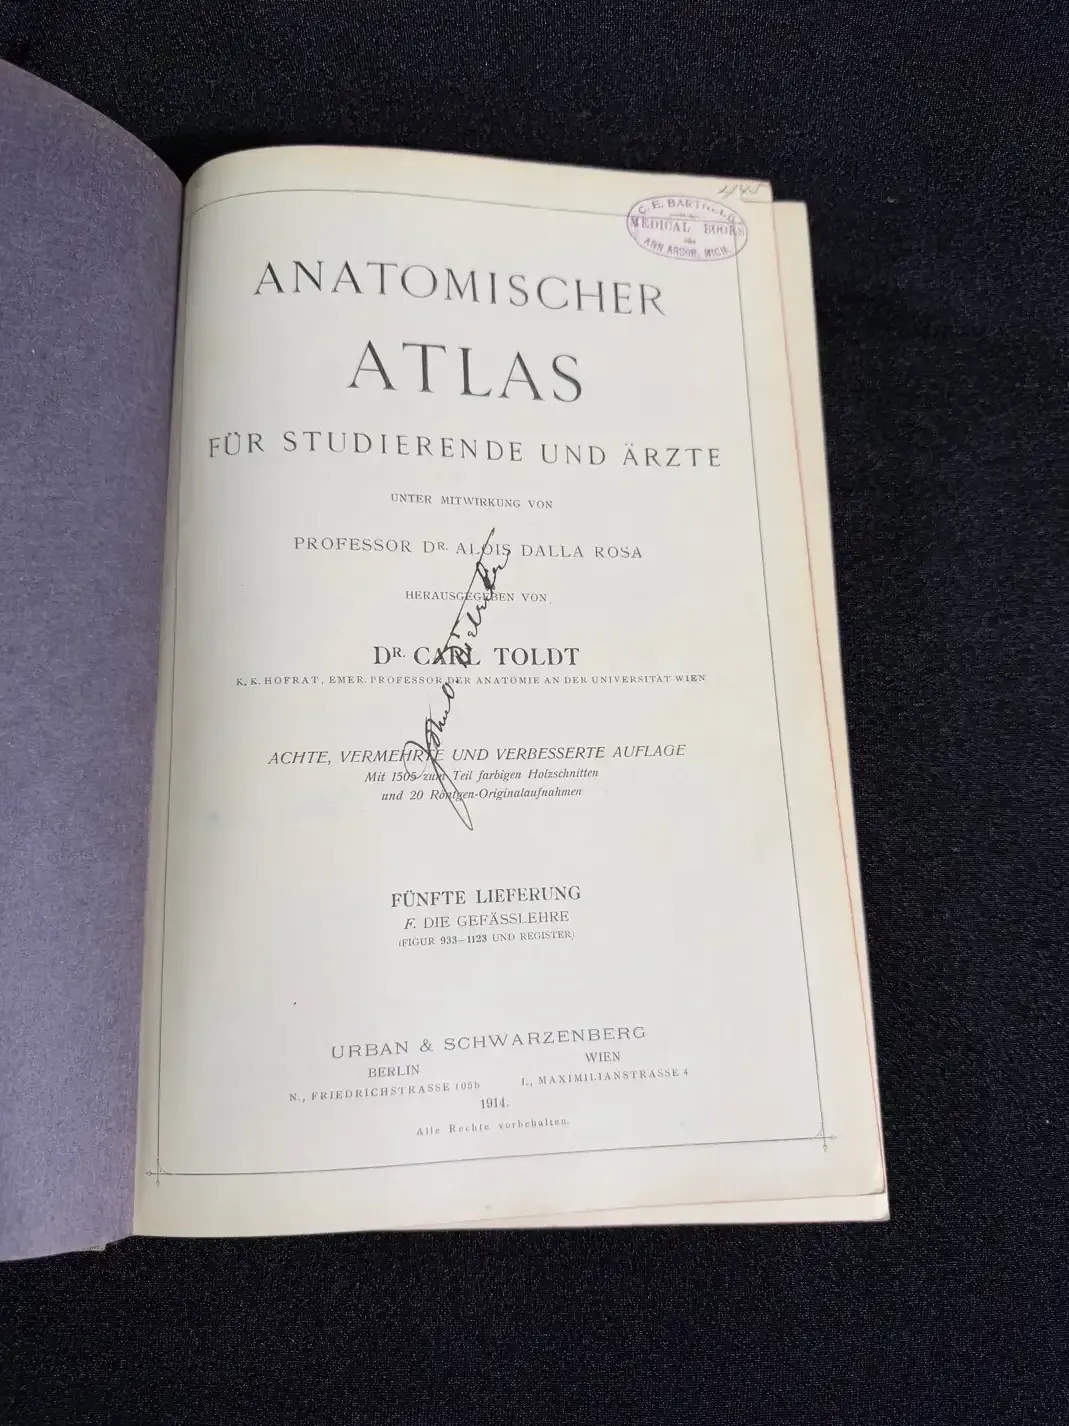 C. E. BARTHELL
MEDICAL BOOKS
ANN ARBOR, MICH.
ANATOMISCHER
ATLAS
FÜR STUDIERENDE UND ÄRZTE
UNTER MITWIRKUNG VON
PROFESSOR DR. ALOIS DALLA ROSA
HERAUSGEGEBEN VON
DR. CARL TOLDT
K. K. HOFRAT, EMER. PROFESSOR DER ANATOMIE AN DER UNIVERSITÄT WIEN
ACHTE, VERMEHRTE UND VERBESSERTE AUFLAGE
Mit 1505 zum Teil farbigen Holzschnitten
und 20 Röntgen-Originalaufnahmen
FÜNFTE LIEFERUNG
F. DIE GEFÄSSLEHRE
(FIGUR 933—1123 UND REGISTER)
URBAN & SCHWARZENBERG
BERLIN WIEN
N., FRIEDRICHSTRASSE 105b I., MAXIMILIANSTRASSE 4
1914.
Alle Rechte vorbehalten.